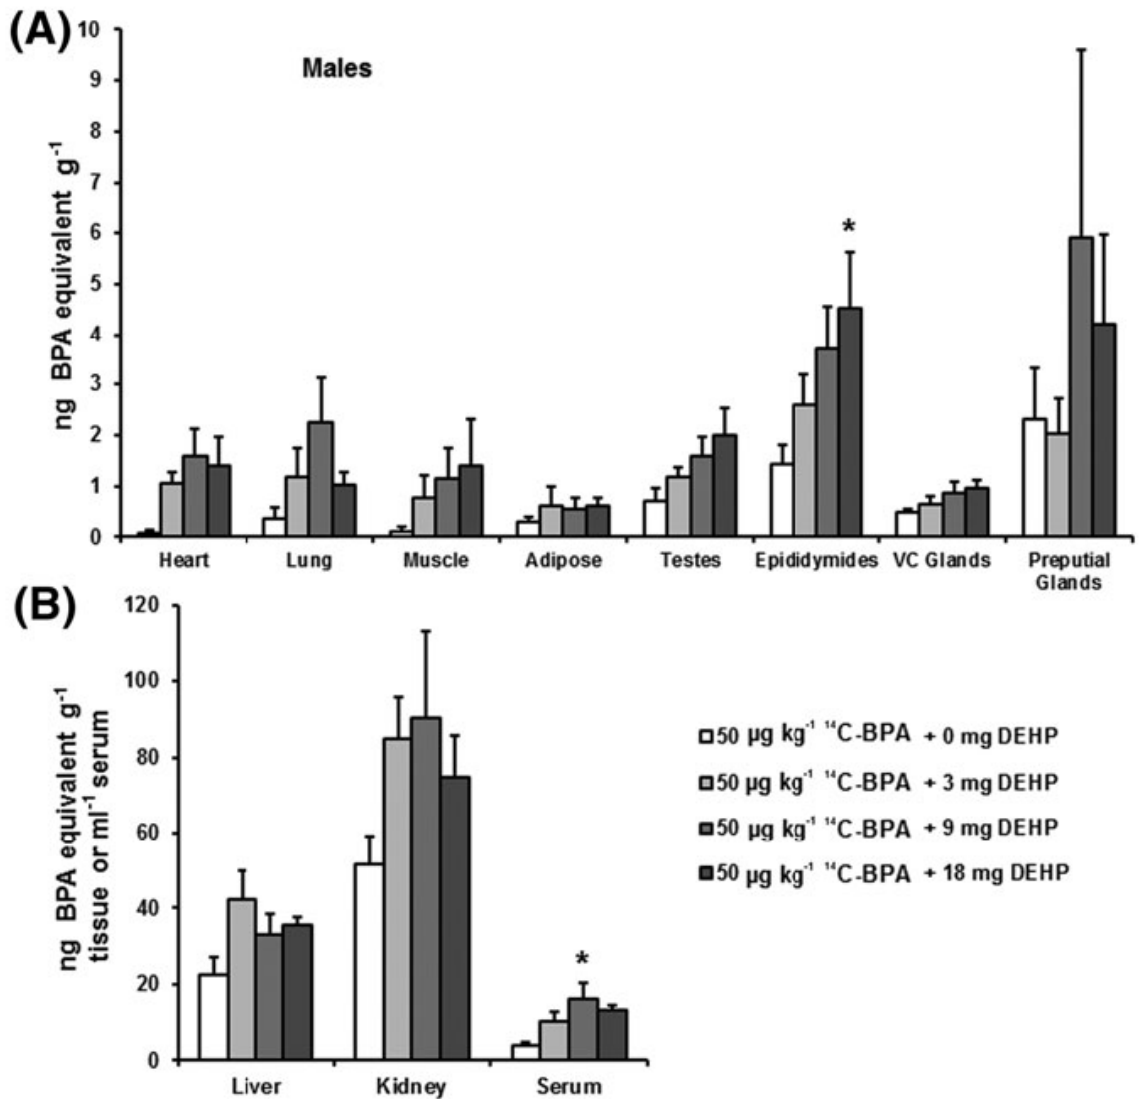 (A)
Males
ng BPA equivalent g⁻¹
10
9
8
7
6
5
4
3
2
1
0
*
Heart Lung Muscle Adipose Testes Epididymides VC Glands Preputial
Glands
(B)
ng BPA equivalent g⁻¹
tissue or ml⁻¹ serum
120
100
80
60
40
20
0
*
Liver Kidney Serum
50 µg kg⁻¹ ¹⁴C-BPA + 0 mg DEHP
50 µg kg⁻¹ ¹⁴C-BPA + 3 mg DEHP
50 µg kg⁻¹ ¹⁴C-BPA + 9 mg DEHP
50 µg kg⁻¹ ¹⁴C-BPA + 18 mg DEHP